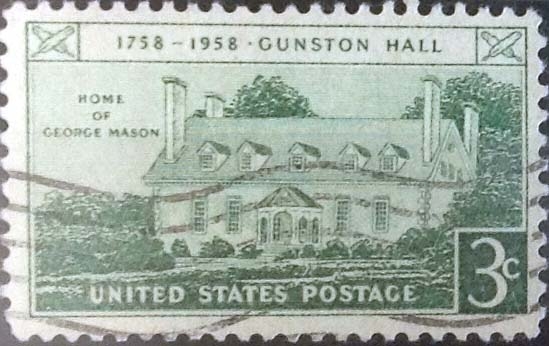 1758 – 1958 · GUNSTON HALL
HOME
OF
GEORGE MASON
3c
UNITED STATES POSTAGE